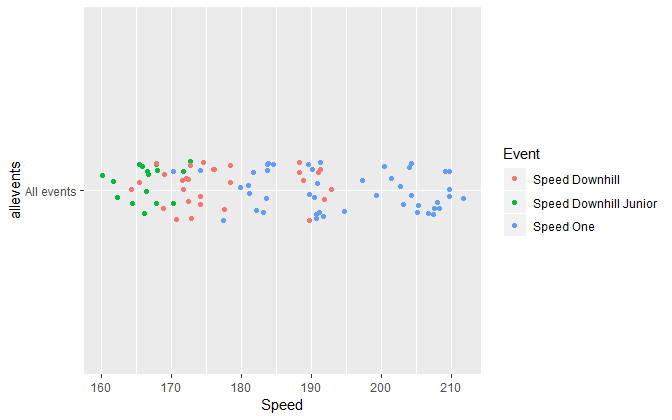 allevents
All events
160 170 180 190 200 210
Speed
Event
Speed Downhill
Speed Downhill Junior
Speed One